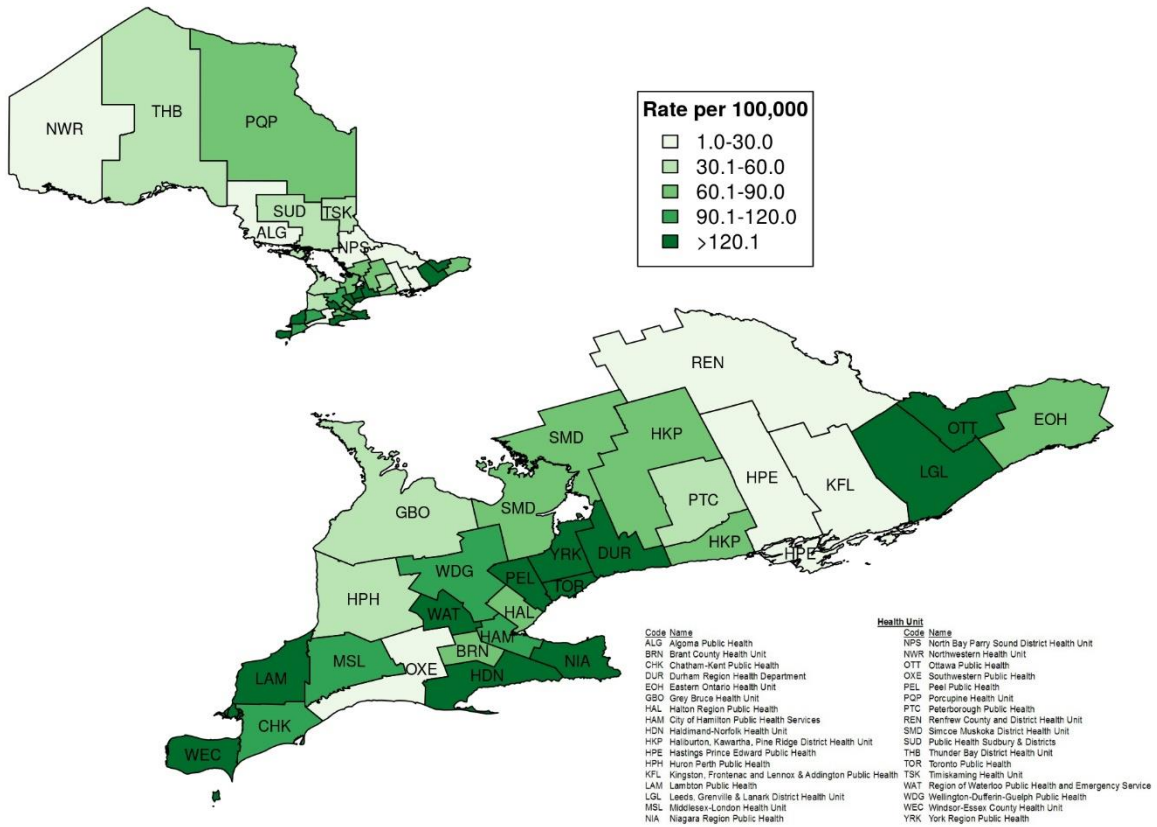 Rate per 100,000
1.0-30.0
30.1-60.0
60.1-90.0
90.1-120.0
>120.1
NWR
THB
PQP
SUD
TSK
ALG
NPS
REN
SMD
HKP
OTT
EOH
LGL
HPE
KFL
PTC
GBO
SMD
HKP
YRK
DUR
HPE
WDG
PEL
TOR
HPH
WAT
HAL
HAM
MSL
OXE
BRN
NIA
LAM
HDN
CHK
WEC
Health Unit
Code Name
ALG Algoma Public Health
BRN Brant County Health Unit
CHK Chatham-Kent Public Health
DUR Durham Region Health Department
EOH Eastern Ontario Health Unit
GBO Grey Bruce Health Unit
HAL Halton Region Public Health
HAM City of Hamilton Public Health Services
HDN Haldimand-Norfolk Health Unit
HKP Haliburton, Kawartha, Pine Ridge District Health Unit
HPE Hastings Prince Edward Public Health
HPH Huron Perth Public Health
KFL Kingston, Frontenac and Lennox & Addington Public Health
LAM Lambton Public Health
LGL Leeds, Grenville & Lanark District Health Unit
MSL Middlesex-London Health Unit
NIA Niagara Region Public Health
Code Name
NPS North Bay Parry Sound District Health Unit
NWR Northwestern Health Unit
OTT Ottawa Public Health
OXE Southwestern Public Health
PEL Peel Public Health
PQP Porcupine Health Unit
PTC Peterborough Public Health
REN Renfrew County and District Health Unit
SMD Simcoe Muskoka District Health Unit
SUD Public Health Sudbury & Districts
THB Thunder Bay District Health Unit
TOR Toronto Public Health
TSK Timiskaming Health Unit
WAT Region of Waterloo Public Health and Emergency Service
WDG Wellington-Dufferin-Guelph Public Health
WEC Windsor-Essex County Health Unit
YRK York Region Public Health